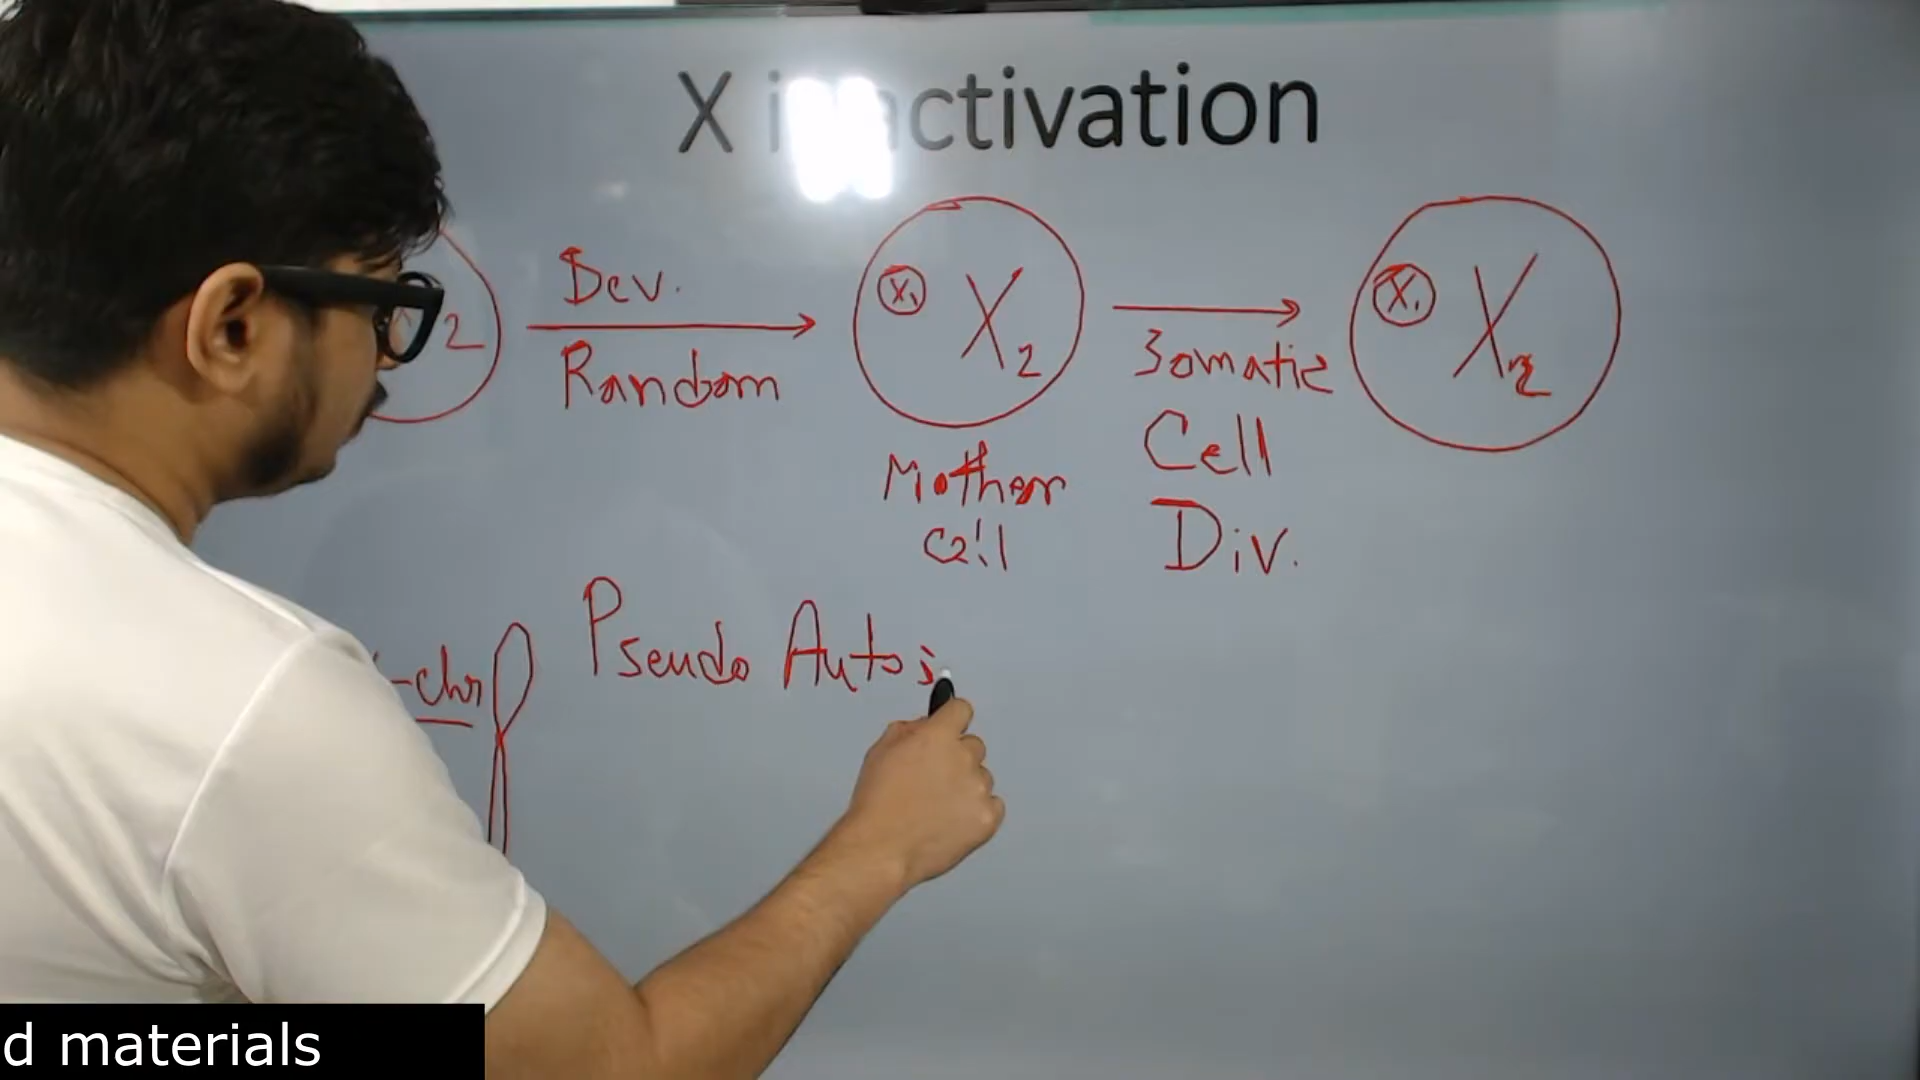 X inactivation
2
Dev.
Random
X1 X2
Mother
Cell
Somatic
Cell
Div.
X1 X2
-chr
Pseudo Auto
d materials